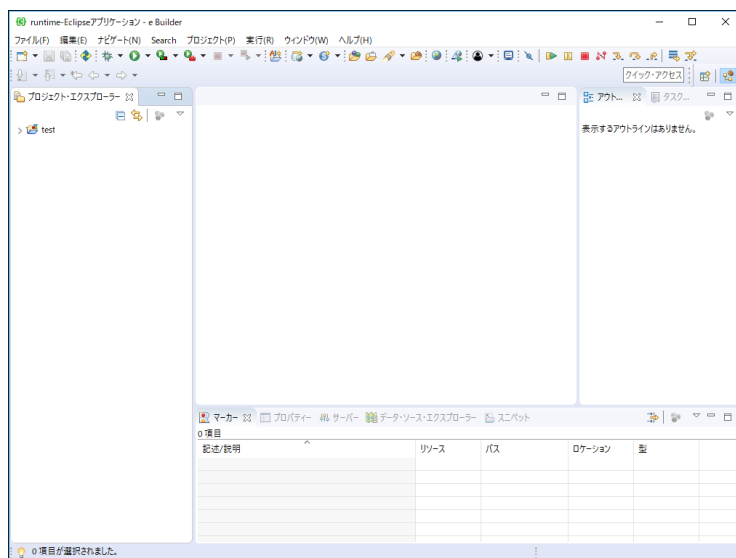 runtime-Eclipseアプリケーション - e Builder
ファイル(F) 編集(E) ナビゲート(N) Search プロジェクト(P) 実行(R) ウィンドウ(W) ヘルプ(H)
クイック・アクセス
プロジェクト・エクスプローラー
アウト... タスク...
test
表示するアウトラインはありません。
マーカー プロパティー サーバー データ・ソース・エクスプローラー スニペット
0 項目
記述/説明 リソース パス ロケーション 型
0 項目が選択されました。